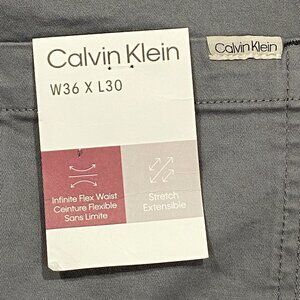 Calvin Klein
Calvin Klein
W36 X L30
Infinite Flex Waist
Ceinture Flexible
Sans Limite
Stretch
Extensible